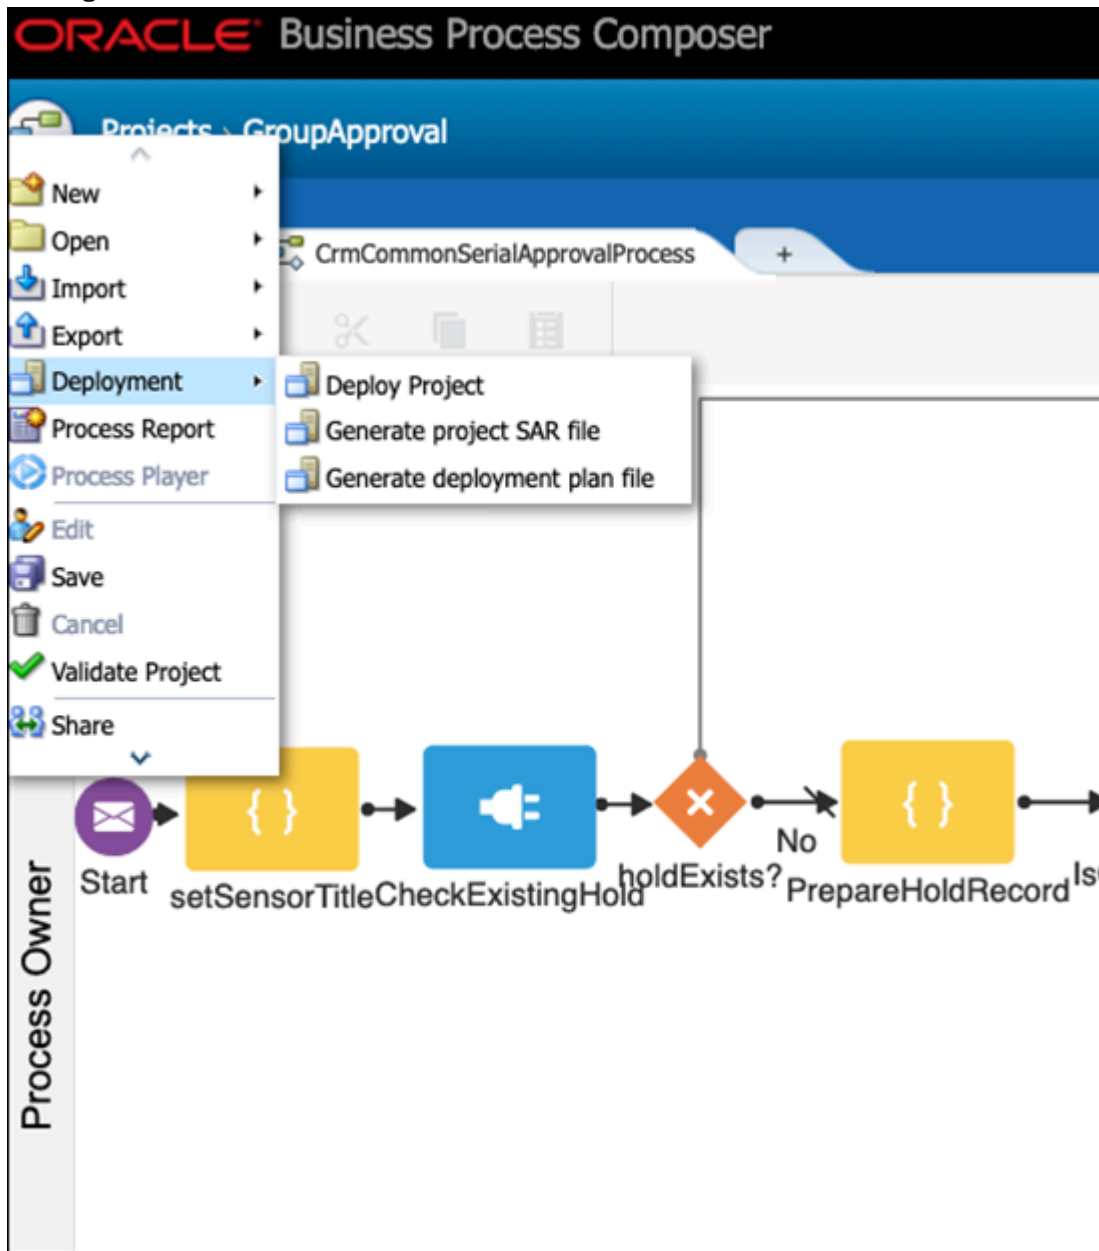 ORACLE Business Process Composer
Projects GroupApproval
New
Open
Import
Export
Deployment
Process Report
Process Player
Edit
Save
Cancel
Validate Project
Share
CrmCommonSerialApprovalProcess
+
Deploy Project
Generate project SAR file
Generate deployment plan file
{ }
{ }
No
Start
setSensorTitle
CheckExistingHold
holdExists?
PrepareHoldRecord
Process Owner